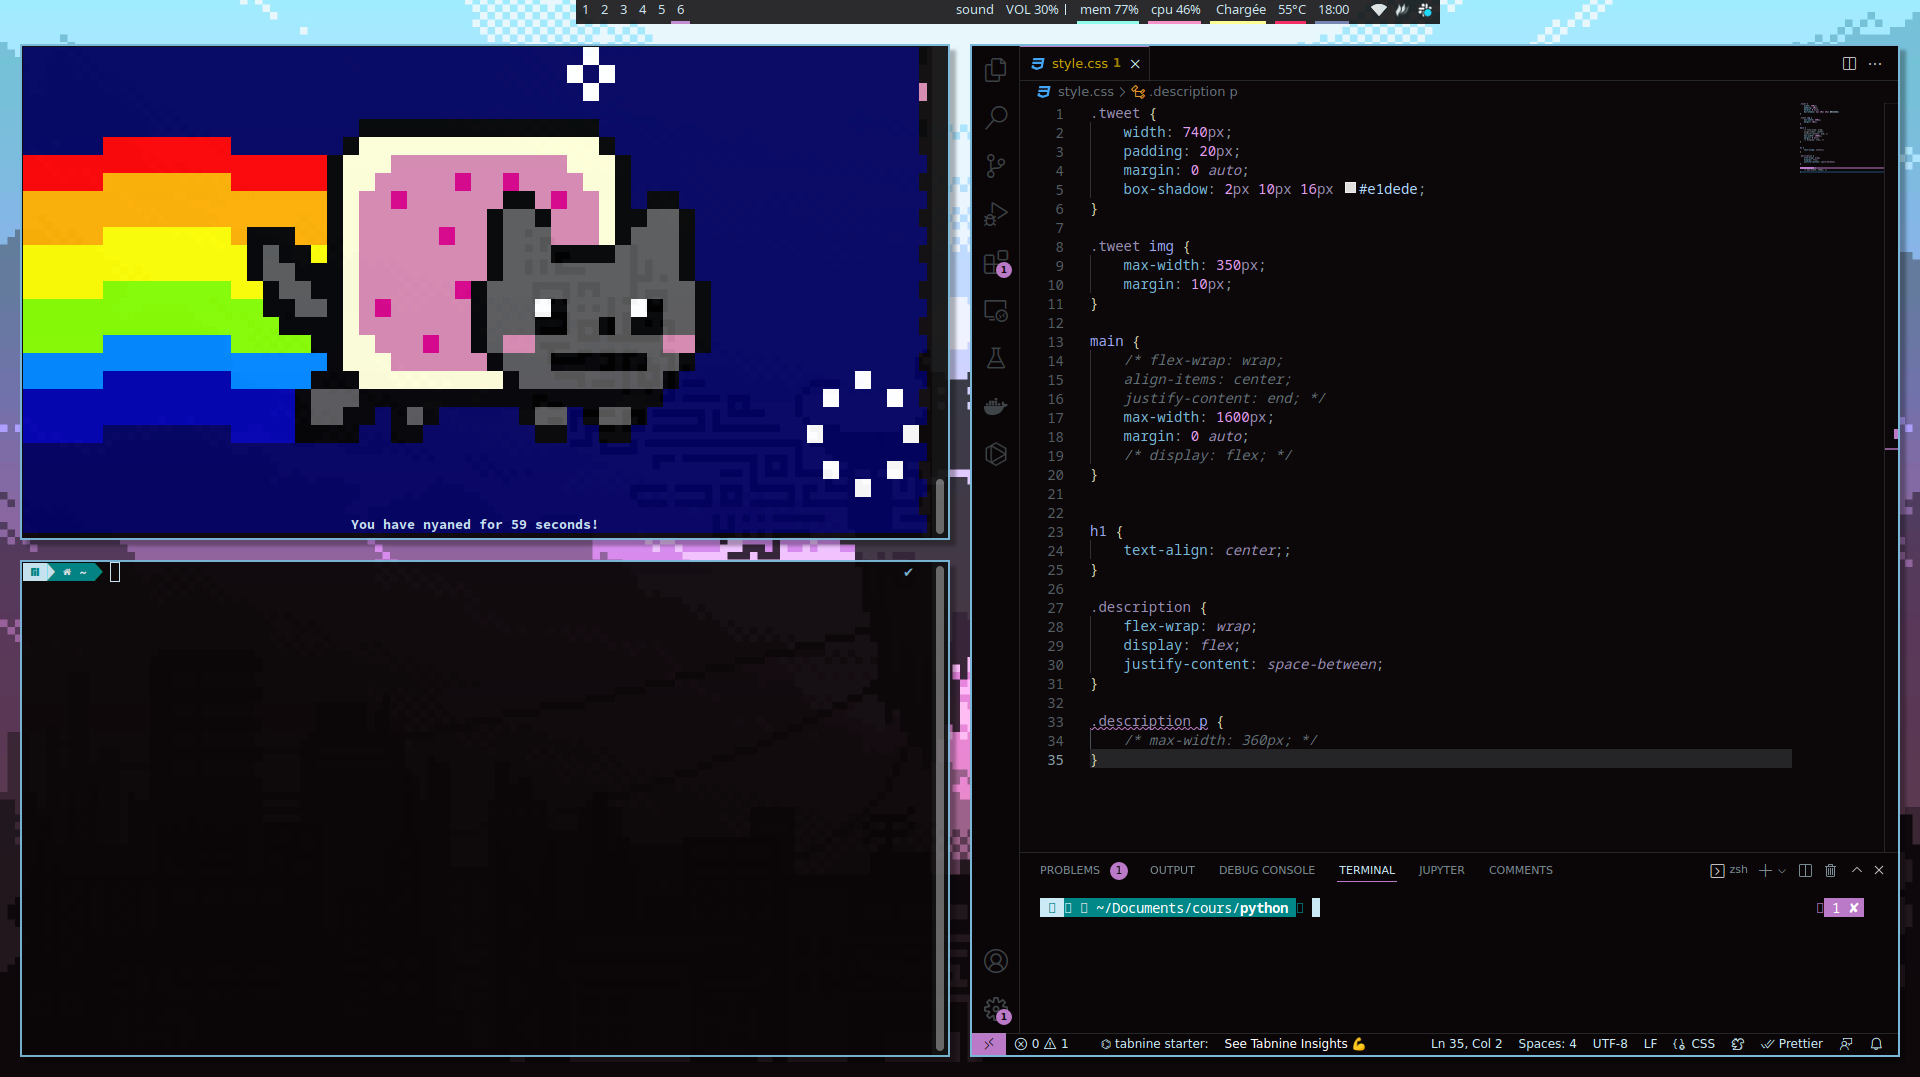 1 2 3 4 5 6 sound VOL 30% | mem 77% cpu 46% Chargée 55°C 18:00
You have nyaned for 59 seconds!
~
style.css 1
style.css > .description p
1 .tweet {
2 width: 740px;
3 padding: 20px;
4 margin: 0 auto;
5 box-shadow: 2px 10px 16px #e1dede;
6 }
7
8 .tweet img {
9 max-width: 350px;
10 margin: 10px;
11 }
12
13 main {
14 /* flex-wrap: wrap;
15 align-items: center;
16 justify-content: end; */
17 max-width: 1600px;
18 margin: 0 auto;
19 /* display: flex; */
20 }
21
22
23 h1 {
24 text-align: center;;
25 }
26
27 .description {
28 flex-wrap: wrap;
29 display: flex;
30 justify-content: space-between;
31 }
32
33 .description p {
34 /* max-width: 360px; */
35 }
1
1
PROBLEMS 1 OUTPUT DEBUG CONSOLE TERMINAL JUPYTER COMMENTS zsh
~/Documents/cours/python 1 ✘
0 1 tabnine starter: See Tabnine Insights 💪 Ln 35, Col 2 Spaces: 4 UTF-8 LF CSS Prettier